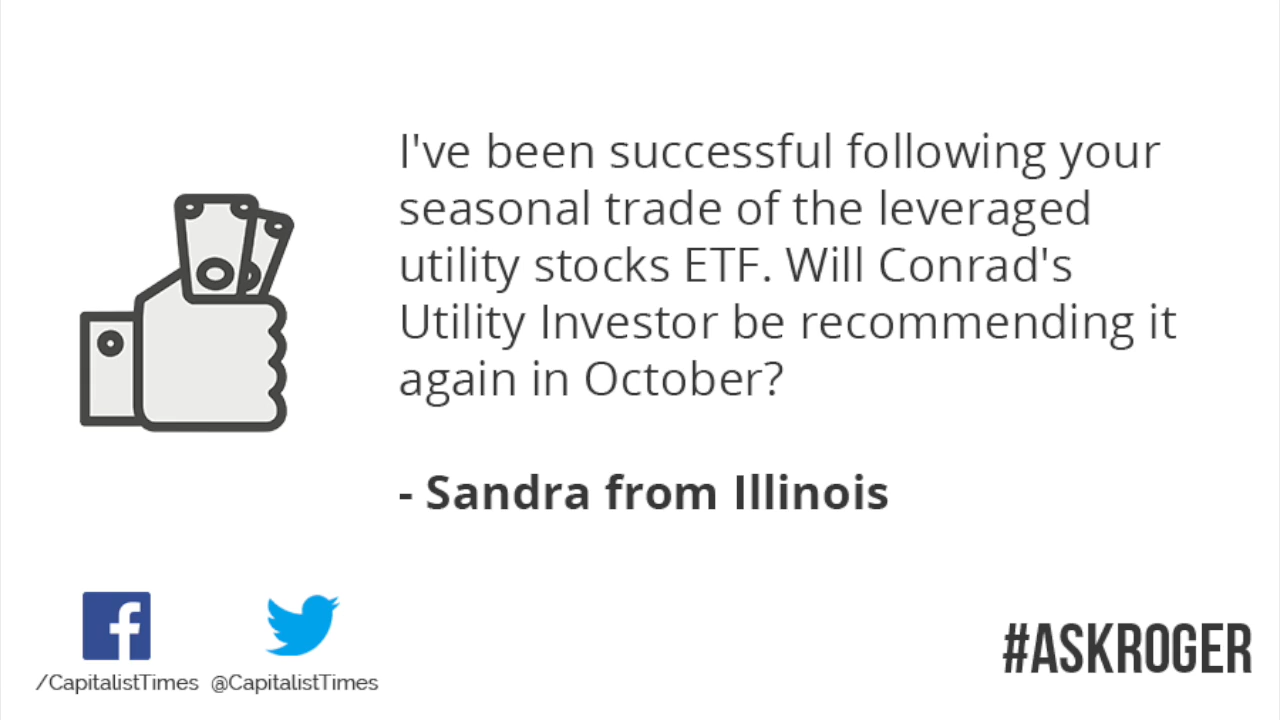 I've been successful following your
seasonal trade of the leveraged
utility stocks ETF. Will Conrad's
Utility Investor be recommending it
again in October?
- Sandra from Illinois
/CapitalistTimes @CapitalistTimes
#ASKROGER